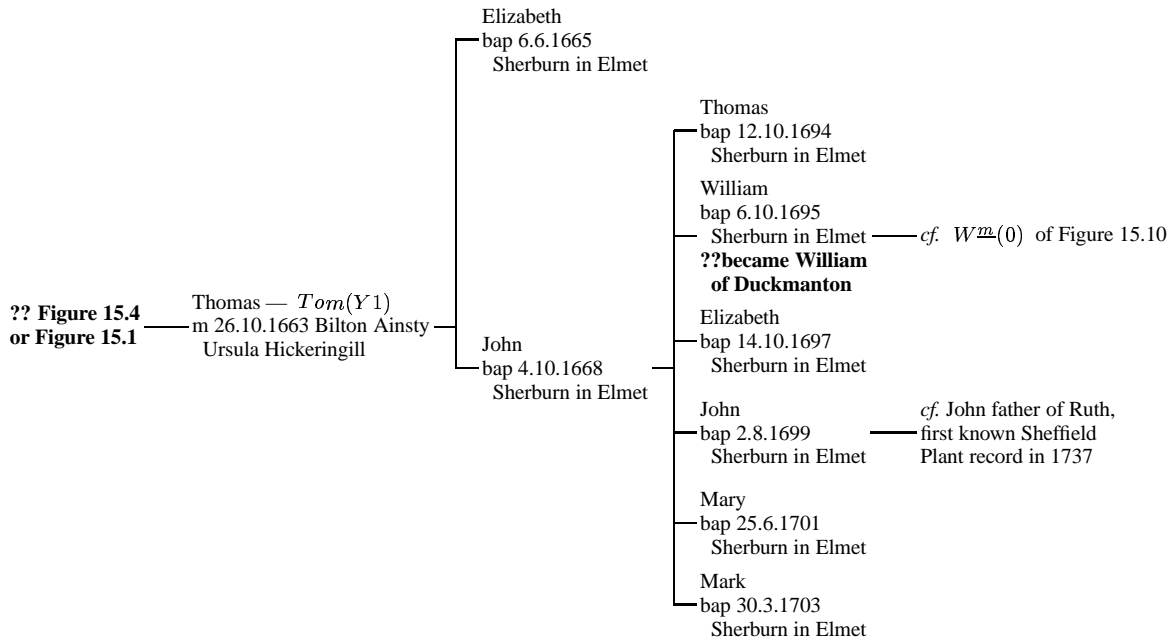 Elizabeth
bap 6.6.1665
Sherburn in Elmet
Thomas
bap 12.10.1694
Sherburn in Elmet
William
bap 6.10.1695
Sherburn in Elmet
cf. W^m(0) of Figure 15.10
??became William
of Duckmanton
?? Figure 15.4
or Figure 15.1
Thomas — Tom(Y1)
m 26.10.1663 Bilton Ainsty
Ursula Hickeringill
Elizabeth
bap 14.10.1697
Sherburn in Elmet
John
bap 4.10.1668
Sherburn in Elmet
John
bap 2.8.1699
Sherburn in Elmet
cf. John father of Ruth,
first known Sheffield
Plant record in 1737
Mary
bap 25.6.1701
Sherburn in Elmet
Mark
bap 30.3.1703
Sherburn in Elmet